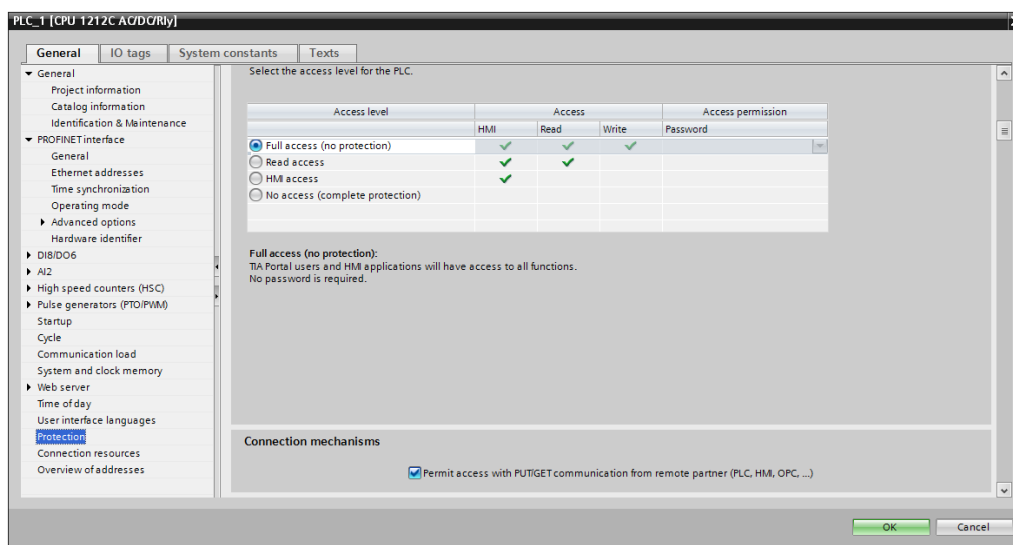 PLC_1 [CPU 1212C AC/DC/Rly]
General
IO tags
System constants
Texts
General
Project information
Catalog information
Identification & Maintenance
PROFINET interface
General
Ethernet addresses
Time synchronization
Operating mode
Advanced options
Hardware identifier
DI8/DO6
AI2
High speed counters (HSC)
Pulse generators (PTO/PWM)
Startup
Cycle
Communication load
System and clock memory
Web server
Time of day
User interface languages
Protection
Connection resources
Overview of addresses
Select the access level for the PLC.
Access level Access Access permission
HMI Read Write Password
Full access (no protection)
Read access
HMI access
No access (complete protection)
Full access (no protection):
TIA Portal users and HMI applications will have access to all functions.
No password is required.
Connection mechanisms
Permit access with PUT/GET communication from remote partner (PLC, HMI, OPC, ...)
OK
Cancel